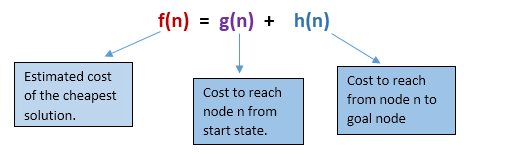 f(n) = g(n) + h(n)
Estimated cost
of the cheapest
solution.
Cost to reach
node n from
start state.
Cost to reach
from node n to
goal node